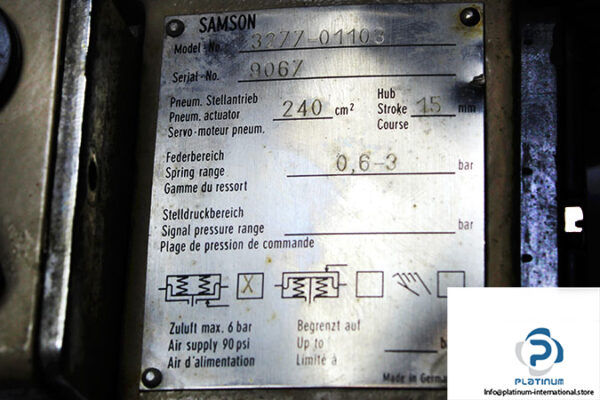 SAMSON
Model-No. 3277-01103
Serial-No. 9067
Pneum. Stellantrieb
Pneum. actuator 240 cm²
Servo-moteur pneum.
Hub
Stroke 15 mm
Course
Federbereich
Spring range 0,6-3 bar
Gamme du ressort
Stelldruckbereich
Signal pressure range bar
Plage de pression de commande
X
Zuluft max. 6 bar
Air supply 90 psi
Air d'alimentation
Begrenzt auf
Up to
Limité à
Made in Germ
PLATINUM
Info@platinum-international.store